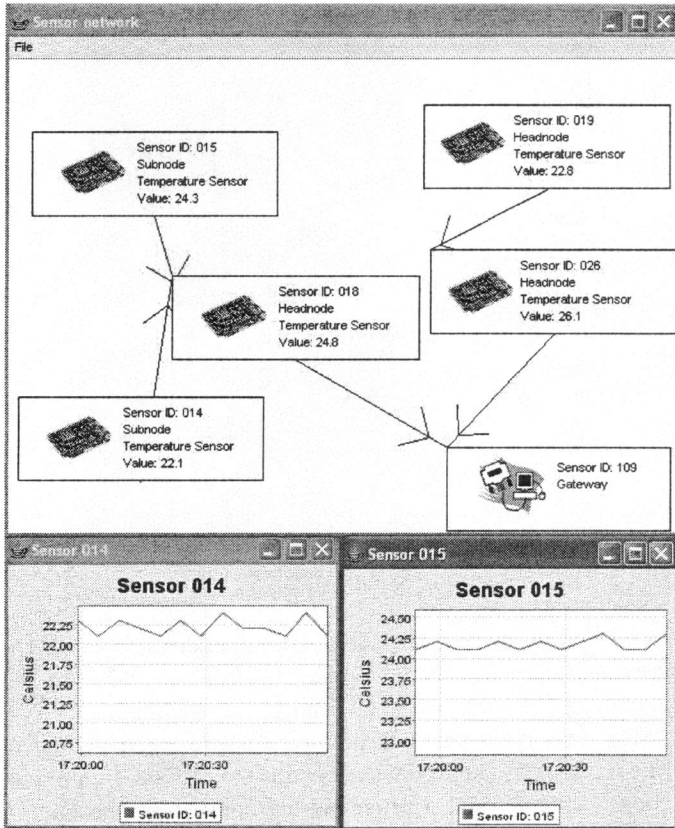 Sensor network
File
Sensor ID: 015
Subnode
Temperature Sensor
Value: 24.3
Sensor ID: 019
Headnode
Temperature Sensor
Value: 22.8
Sensor ID: 018
Headnode
Temperature Sensor
Value: 24.8
Sensor ID: 026
Headnode
Temperature Sensor
Value: 26.1
Sensor ID: 014
Subnode
Temperature Sensor
Value: 22.1
Sensor ID: 109
Gateway
Sensor 014
Sensor 014
22,25
22,00
21,75
21,50
21,25
21,00
20,75
Celsius
17:20:00
17:20:30
Time
Sensor ID: 014
Sensor 015
Sensor 015
24,50
24,25
24,00
23,75
23,50
23,25
23,00
Celsius
17:20:00
17:20:30
Time
Sensor ID: 015